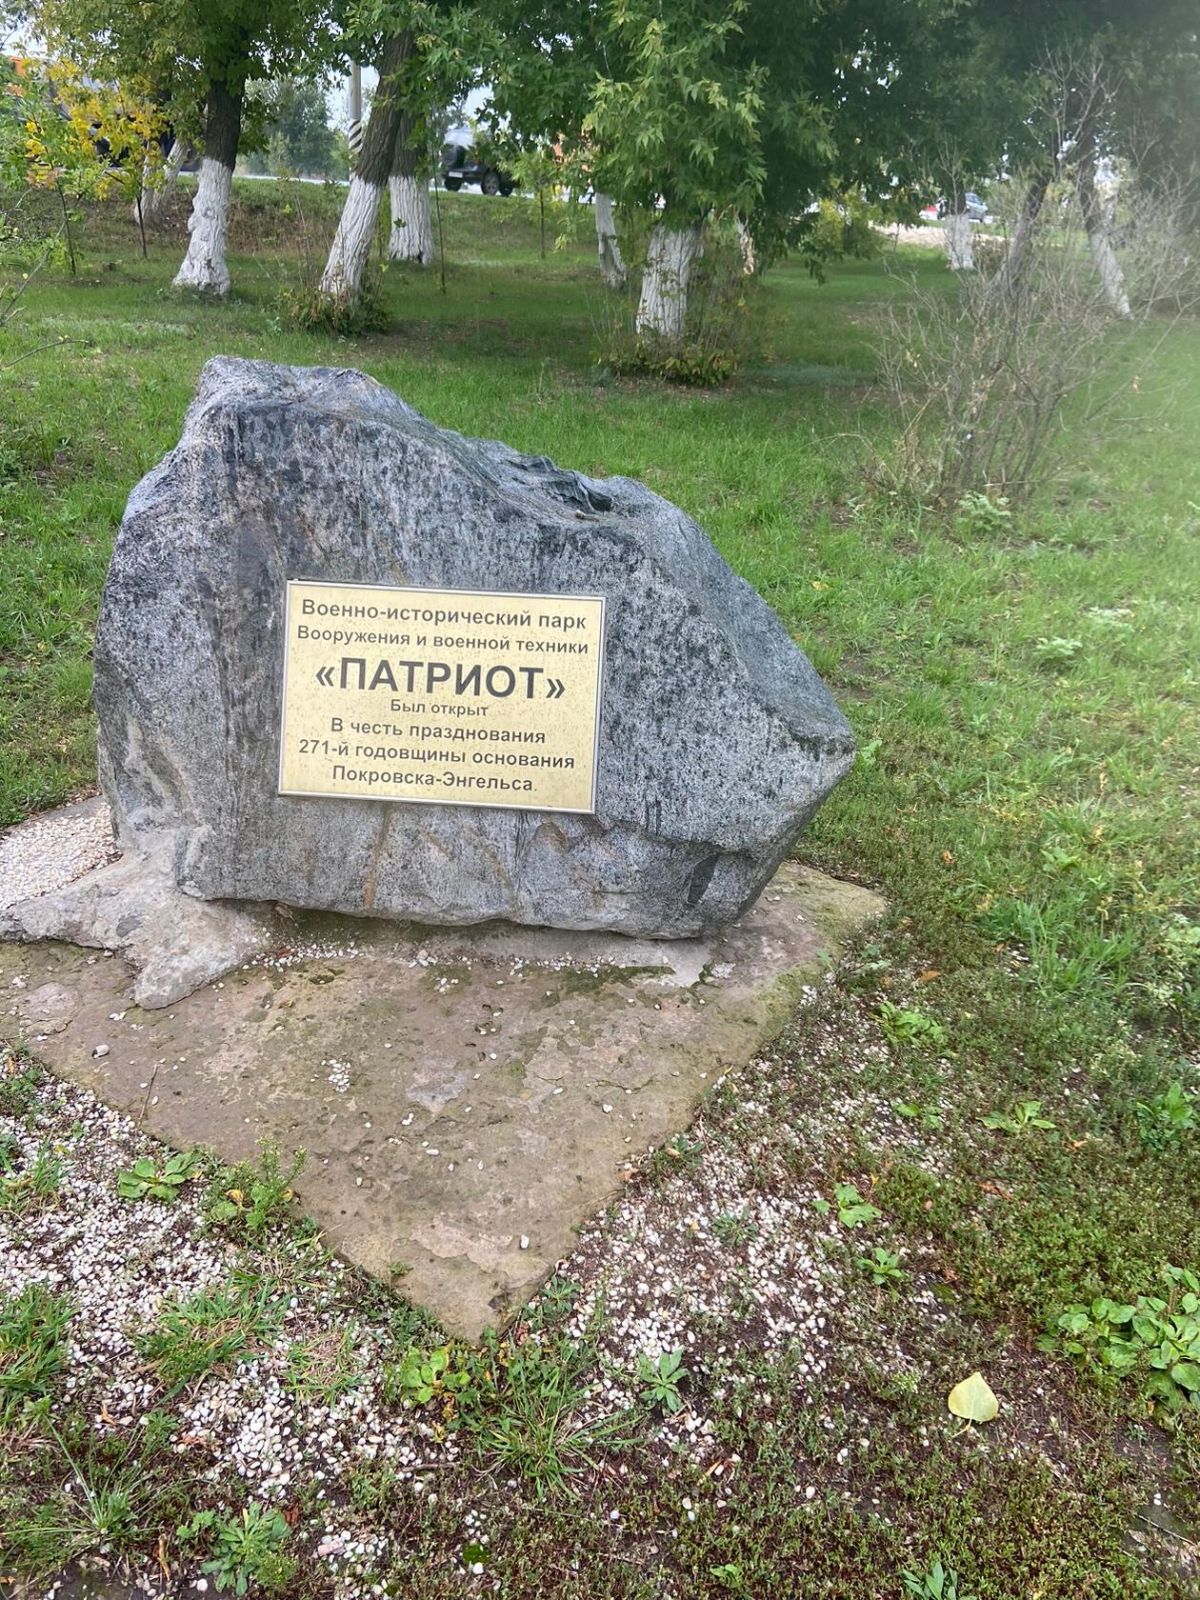 Военно-исторический парк
Вооружения и военной техники
«ПАТРИОТ»
Был открыт
В честь празднования
271-й годовщины основания
Покровска-Энгельса.